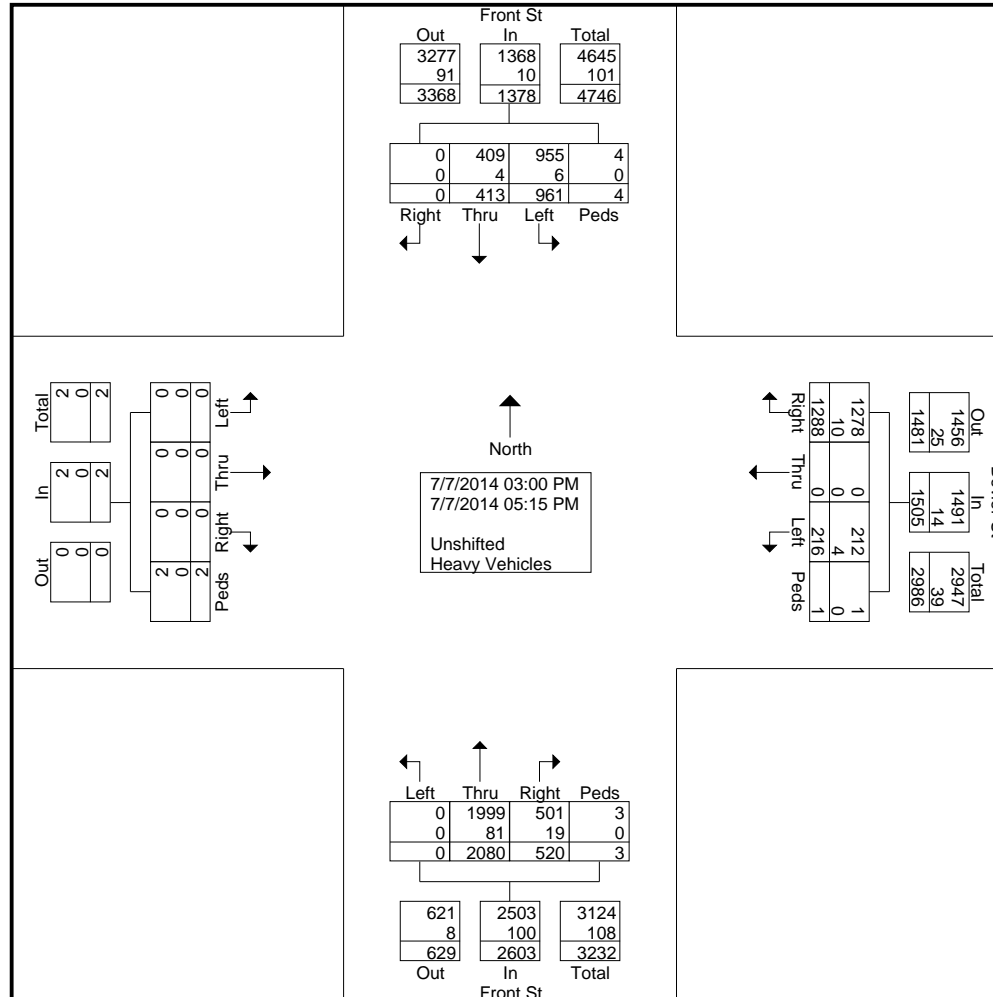 Front St
Out In Total
3277 1368 4645
91 10 101
3368 1378 4746
0 409 955 4
0 4 6 0
0 413 961 4
Right Thru Left Peds
Total
2 0 2
In
2 0 2
Out
0 0 0
Left
0 0 0
Thru
0 0 0
Right
0 0 0
Peds
2 0 2
North
7/7/2014 03:00 PM
7/7/2014 05:15 PM
Unshifted
Heavy Vehicles
Right
1288 10 1278
Thru
0 0 0
Left
216 4 212
Peds
1 0 1
Out
1481 25 1456
In
1505 14 1491
Total
2986 39 2947
Left Thru Right Peds
0 1999 501 3
0 81 19 0
0 2080 520 3
621 2503 3124
8 100 108
629 2603 3232
Out In Total
Front St